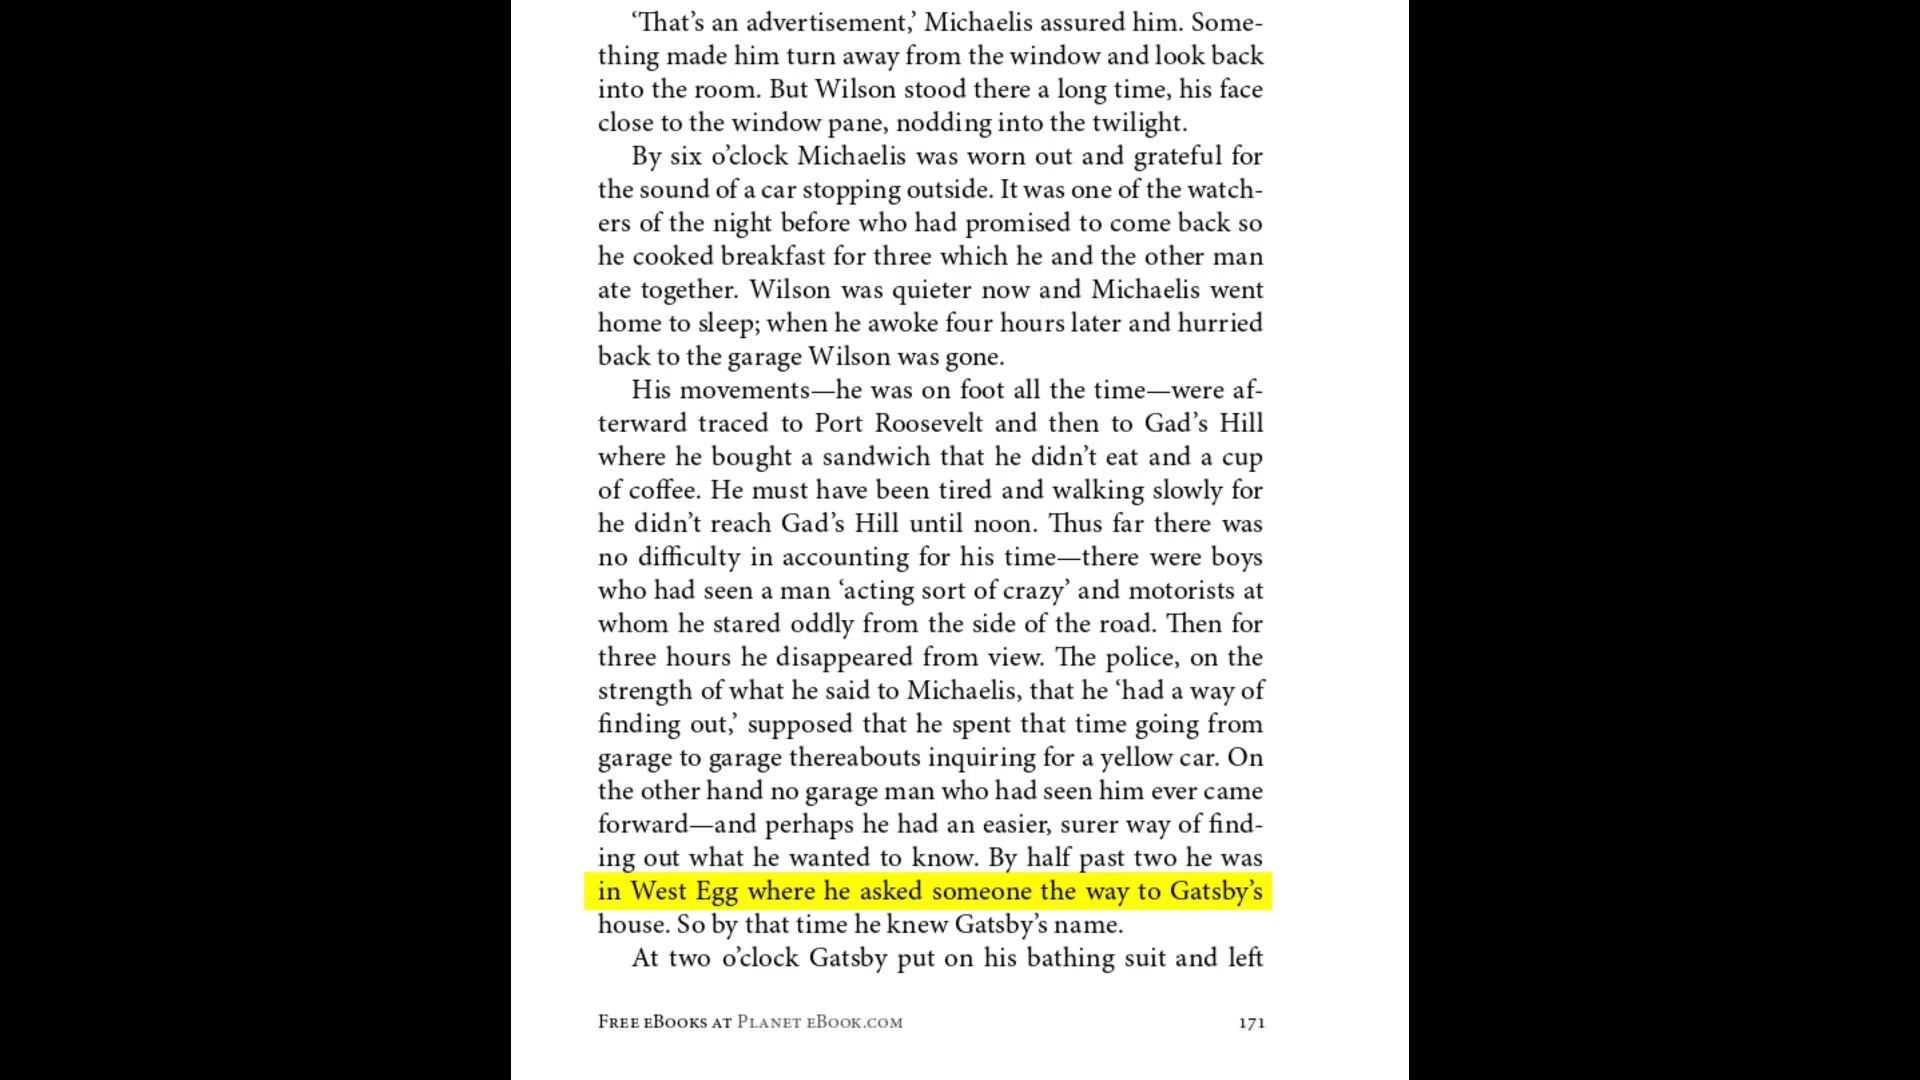 ‘That’s an advertisement,’ Michaelis assured him. Some-
thing made him turn away from the window and look back
into the room. But Wilson stood there a long time, his face
close to the window pane, nodding into the twilight.
By six o’clock Michaelis was worn out and grateful for
the sound of a car stopping outside. It was one of the watch-
ers of the night before who had promised to come back so
he cooked breakfast for three which he and the other man
ate together. Wilson was quieter now and Michaelis went
home to sleep; when he awoke four hours later and hurried
back to the garage Wilson was gone.
His movements—he was on foot all the time—were af-
terward traced to Port Roosevelt and then to Gad’s Hill
where he bought a sandwich that he didn’t eat and a cup
of coffee. He must have been tired and walking slowly for
he didn’t reach Gad’s Hill until noon. Thus far there was
no difficulty in accounting for his time—there were boys
who had seen a man ‘acting sort of crazy’ and motorists at
whom he stared oddly from the side of the road. Then for
three hours he disappeared from view. The police, on the
strength of what he said to Michaelis, that he ‘had a way of
finding out,’ supposed that he spent that time going from
garage to garage thereabouts inquiring for a yellow car. On
the other hand no garage man who had seen him ever came
forward—and perhaps he had an easier, surer way of find-
ing out what he wanted to know. By half past two he was
in West Egg where he asked someone the way to Gatsby’s
house. So by that time he knew Gatsby’s name.
At two o’clock Gatsby put on his bathing suit and left
Free eBooks at Planet eBook.com 171